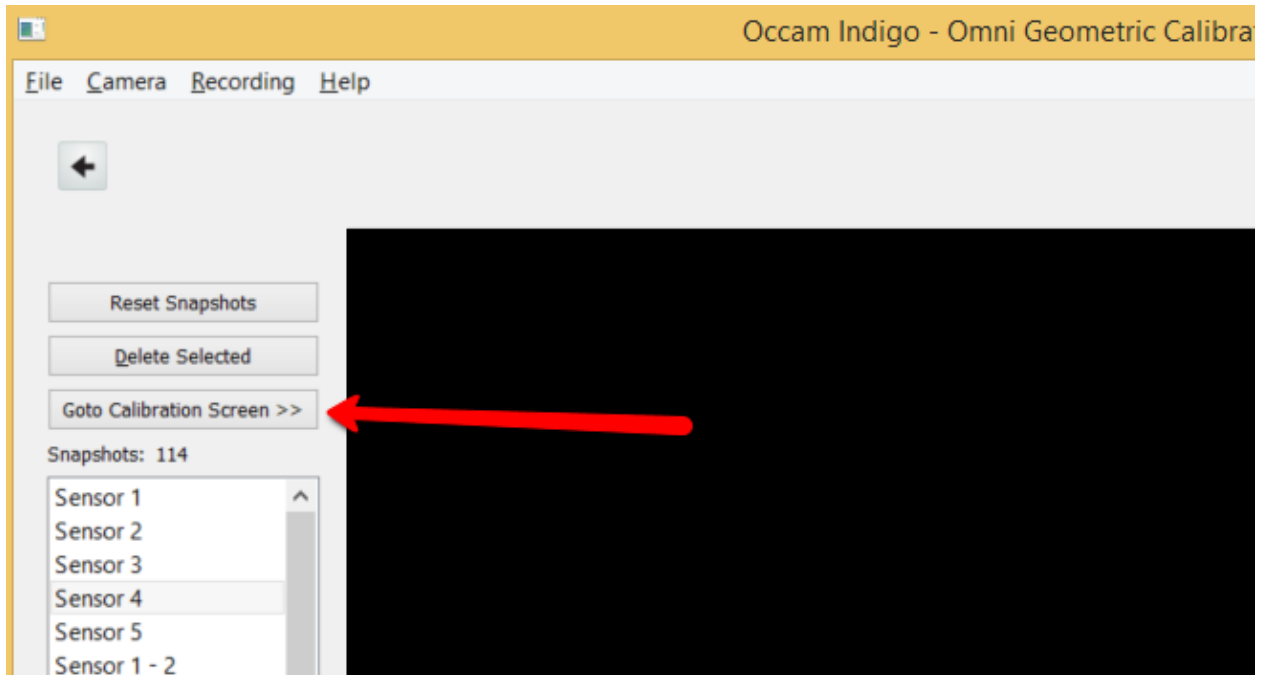 Occam Indigo - Omni Geometric Calibra
File Camera Recording Help
Reset Snapshots
Delete Selected
Goto Calibration Screen >>
Snapshots: 114
Sensor 1
Sensor 2
Sensor 3
Sensor 4
Sensor 5
Sensor 1 - 2